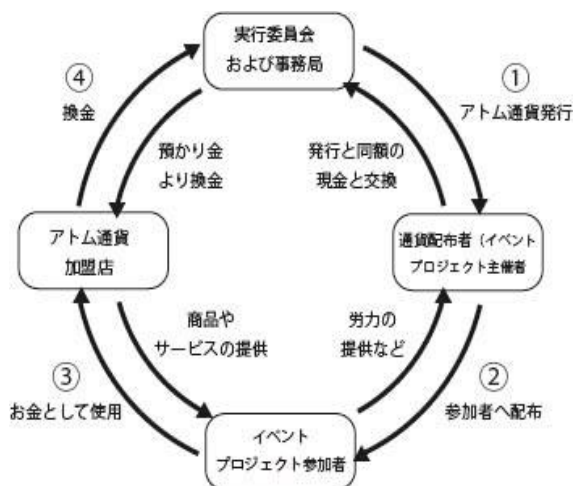 実行委員会
および事務局
④
換金
①
アトム通貨発行
預かり金
より換金
発行と同額の
現金と交換
アトム通貨
加盟店
通貨配布者（イベント
プロジェクト主催者
商品や
サービスの提供
労力の
提供など
③
お金として使用
②
参加者へ配布
イベント
プロジェクト参加者